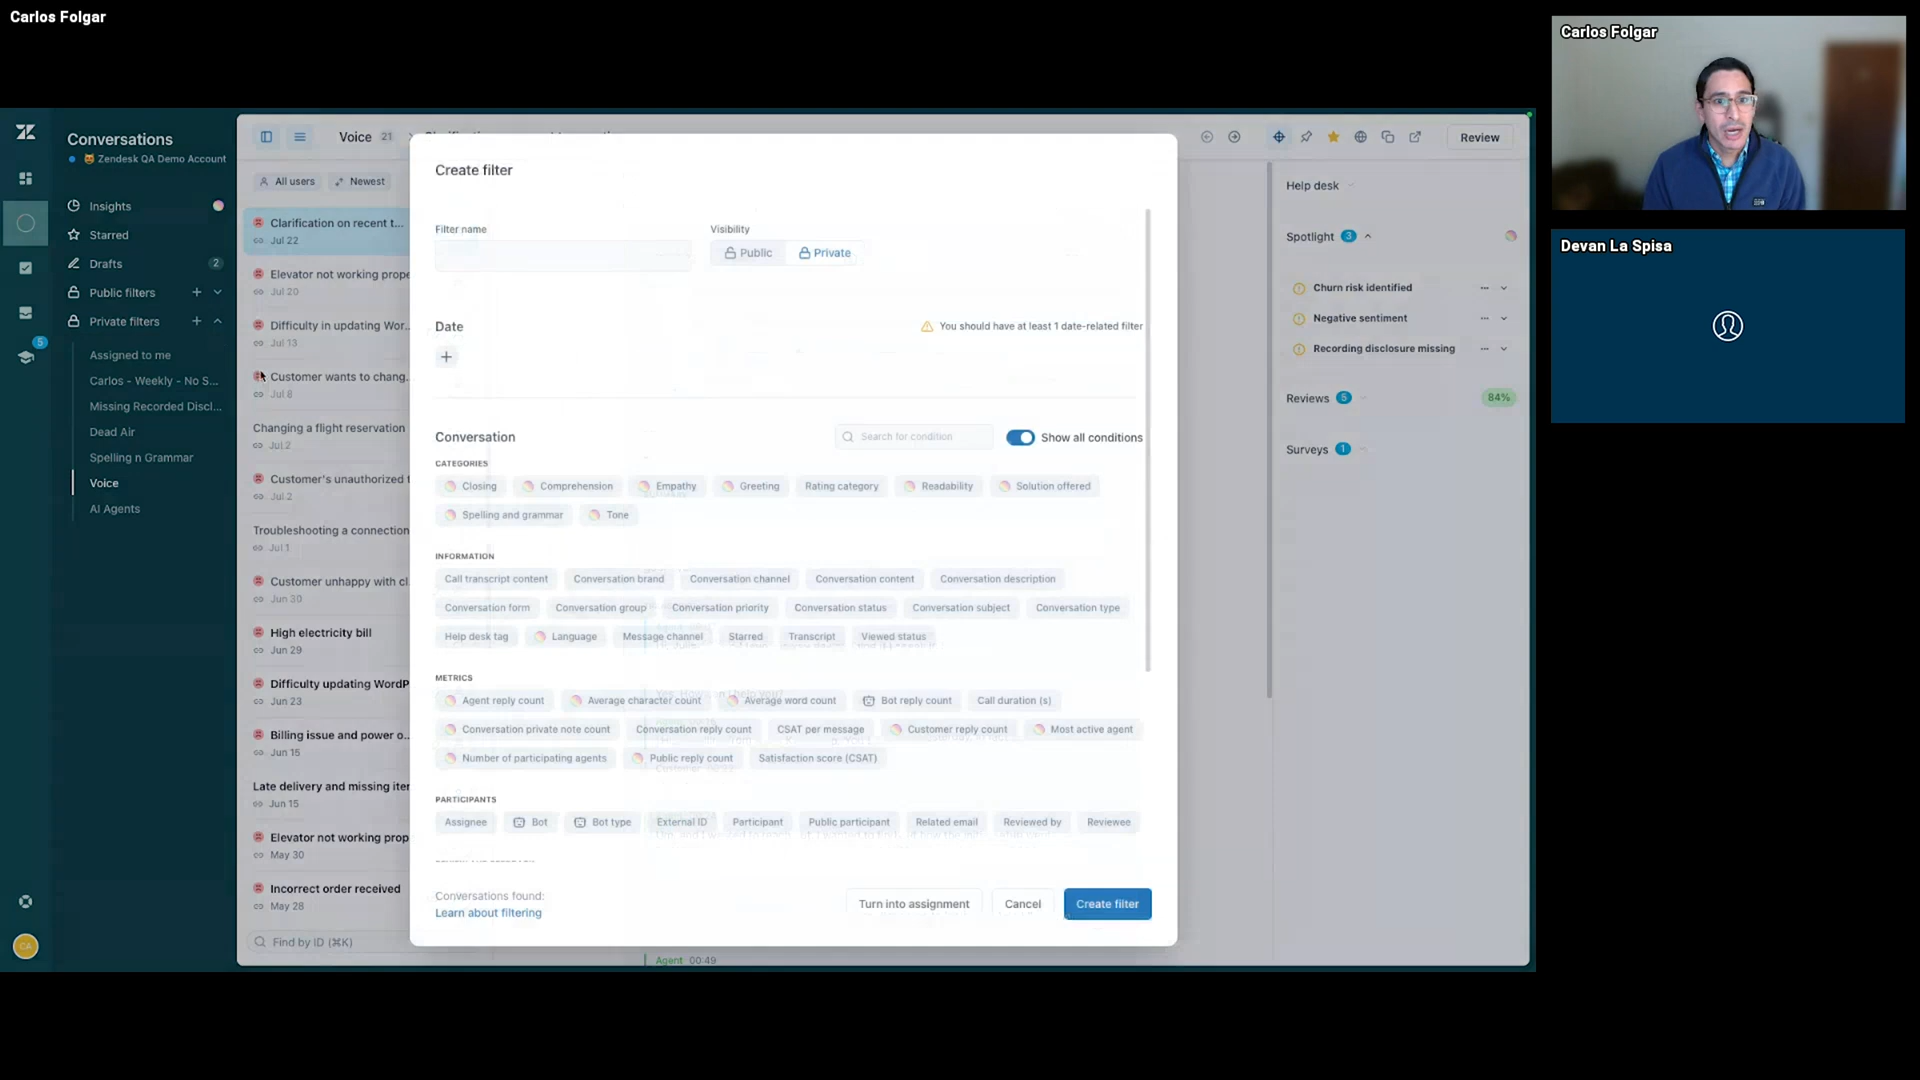 Carlos Folgar
Carlos Folgar
Devan La Spisa
Conversations
Zendesk QA Demo Account
Insights
Starred
Drafts 2
Public filters
Private filters
5
Assigned to me
Carlos - Weekly - No S...
Missing Recorded Discl...
Dead Air
Spelling n Grammar
Voice
AI Agents
CA
Voice 21
All users
Newest
Clarification on recent t...
Jul 22
Elevator not working prope
Jul 20
Difficulty in updating Wor..
Jul 13
Customer wants to chang.
Jul 8
Changing a flight reservation
Jul 2
Customer's unauthorized t
Jul 2
Troubleshooting a connection
Jul 1
Customer unhappy with cl
Jun 30
High electricity bill
Jun 29
Difficulty updating WordP
Jun 23
Billing issue and power o..
Jun 15
Late delivery and missing iter
Jun 15
Elevator not working prop
May 30
Incorrect order received
May 28
Find by ID (⌘K)
Create filter
Filter name
Visibility
Public
Private
Date
You should have at least 1 date-related filter
Conversation
Search for condition
Show all conditions
CATEGORIES
Closing Comprehension Empathy Greeting Rating category Readability Solution offered
Spelling and grammar Tone
INFORMATION
Call transcript content Conversation brand Conversation channel Conversation content Conversation description
Conversation form Conversation group Conversation priority Conversation status Conversation subject Conversation type
Help desk tag Language Message channel Starred Transcript Viewed status
METRICS
Agent reply count Average character count Average word count Bot reply count Call duration (s)
Conversation private note count Conversation reply count CSAT per message Customer reply count Most active agent
Number of participating agents Public reply count Satisfaction score (CSAT)
PARTICIPANTS
Assignee Bot Bot type External ID Participant Public participant Related email Reviewed by Reviewee
Conversations found:
Learn about filtering
Turn into assignment
Cancel
Create filter
Agent 00:49
Review
Help desk
Spotlight 3
Churn risk identified
Negative sentiment
Recording disclosure missing
Reviews 5 84%
Surveys 1